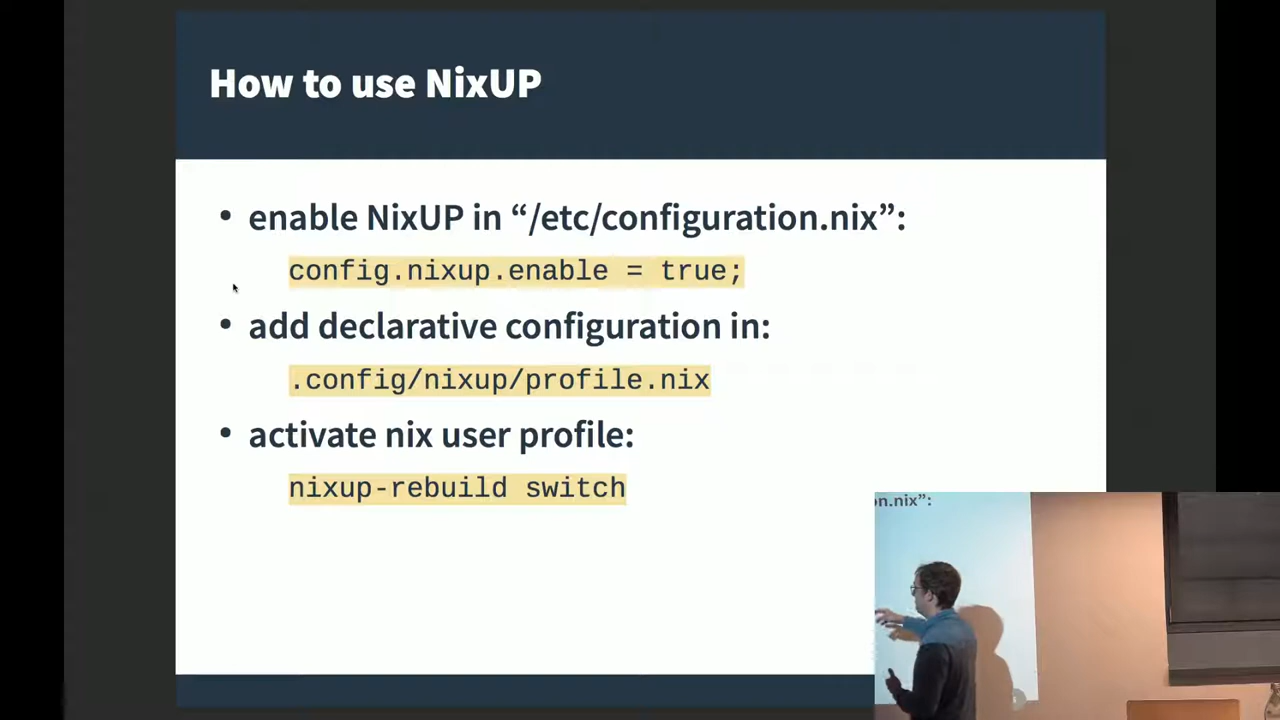 How to use NixUP
• enable NixUP in “/etc/configuration.nix”:
config.nixup.enable = true;
• add declarative configuration in:
.config/nixup/profile.nix
• activate nix user profile:
nixup-rebuild switch
on.nix”: